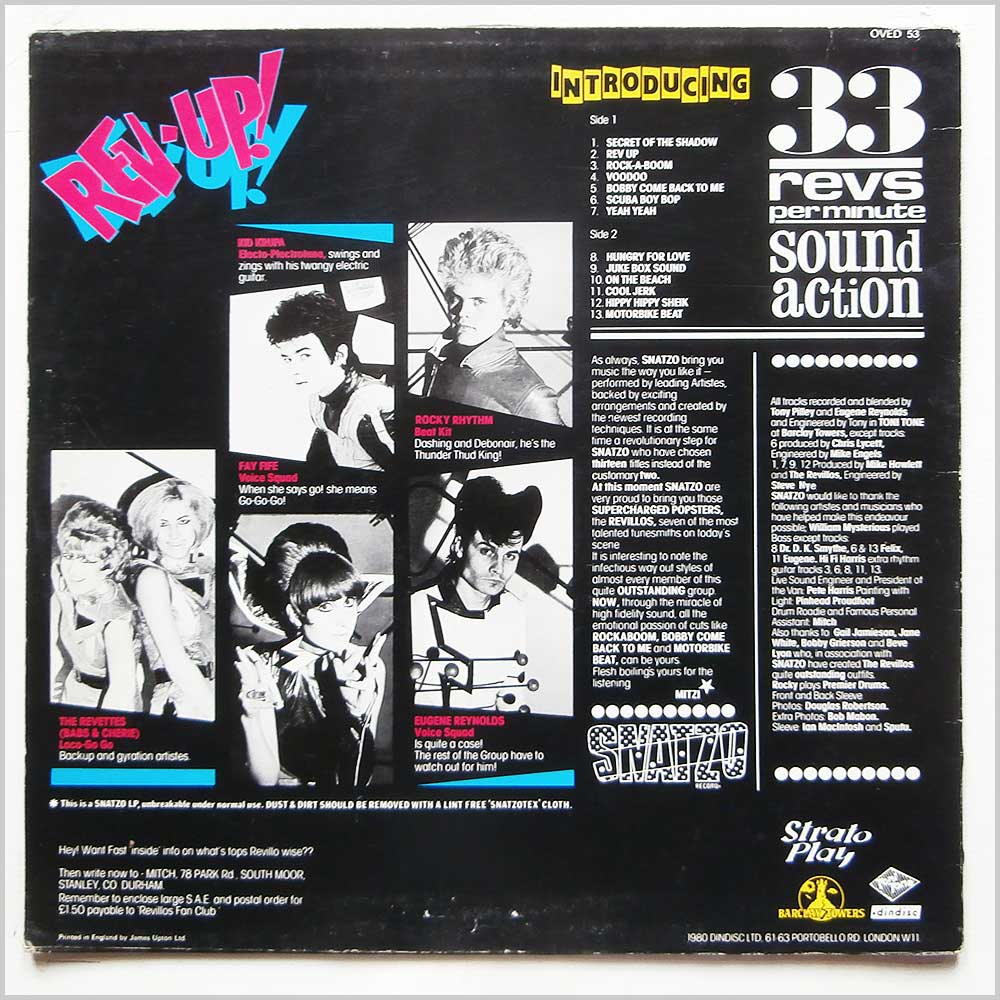 OVED 53
REV-UP!
INTRODUCING
Side 1
1. SECRET OF THE SHADOW
2. REV UP
3. ROCK-A-BOOM
4. VOODOO
5 BOBBY COME BACK TO ME
6. SCUBA BOY BOP
7. YEAH YEAH
Side 2
8. HUNGRY FOR LOVE
9. JUKE BOX SOUND
10. ON THE BEACH
11. COOL JERK
12. HIPPY HIPPY SHEIK
13. MOTORBIKE BEAT
33
revs
per minute
sound
action
KID KRUPA
Electo-Plectrotune, swings and
zings with his twangy electric
guitar.
ROCKY RHYTHM
Beat Kit
Dashing and Debonair, he's the
Thunder Thud King!
FAY FIFE
Voice Squad
When she says go! she means
Go-Go-Go!
THE REVETTES
(BABS & CHERIE)
Loco-Go Go
Backup and gyration artistes.
EUGENE REYNOLDS
Voice Squad
Is quite a case!
The rest of the Group have to
watch out for him!
As always, SNATZO bring you
music the way you like it –
performed by leading Artistes,
backed by exciting
arrangements and created by
the newest recording
techniques. It is at the same
time a revolutionary step for
SNATZO who have chosen
thirteen titles instead of the
customary two.
At this moment SNATZO are
very proud to bring you those
SUPERCHARGED POPSTERS,
the REVILLOS, seven of the most
talented tunesmiths on today's
scene
It is interesting to note the
infectious way out styles of
almost every member of this
quite OUTSTANDING group.
NOW, through the miracle of
high fidelity sound, all the
emotional passion of cuts like
ROCKABOOM, BOBBY COME
BACK TO ME and MOTORBIKE
BEAT, can be yours.
Flesh boiling's yours for the
listening
MITZI
SNATZO
RECORD
All tracks recorded and blended by
Tony Pilley and Eugene Reynolds
and Engineered by Tony in TONI TONE
at Barclay Towers, except tracks:
6 produced by Chris Lycett,
Engineered by Mike Engels
1, 7, 9, 12 Produced by Mike Howlett
and The Revillos, Engineered by
Steve Nye
SNATZO would like to thank the
following artistes and musicians who
have helped make this endeavour
possible; William Mysterious played
Bass except tracks:
8 Dr. D. K. Smythe, 6 & 13 Felix,
11 Eugene. Hi Fi Harris extra rhythm
guitar tracks 3, 6, 8, 11, 13.
Live Sound Engineer and President of
the Van: Pete Harris Painting with
Light: Pinhead Proudfoot
Drum Roadie and Famous Personal
Assistant: Mitch
Also thanks to Gail Jamieson, Jane
White, Bobby Grierson and Beve
Lyon who, in association with
SNATZO have created The Revillos
quite outstanding outfits.
Rocky plays Premier Drums.
Front and Back Sleeve
Photos: Douglas Robertson.
Extra Photos: Bob Mabon.
Sleeve Ian MacIntosh and Sputu.
✱ This is a SNATZO LP, unbreakable under normal use. DUST & DIRT SHOULD BE REMOVED WITH A LINT FREE 'SNATZOTEX' CLOTH.
Hey! Want Fast 'inside' info on what's tops Revillo wise??
Then write now to - MITCH, 78 PARK Rd., SOUTH MOOR,
STANLEY, CO DURHAM.
Remember to enclose large S.A.E. and postal order for
£1.50 payable to 'Revillos Fan Club'
Printed in England by James Upton Ltd.
Strato
Play
BARCLAY TOWERS
dindisc
1980 DINDISC LTD. 61-63 PORTOBELLO RD. LONDON W11.